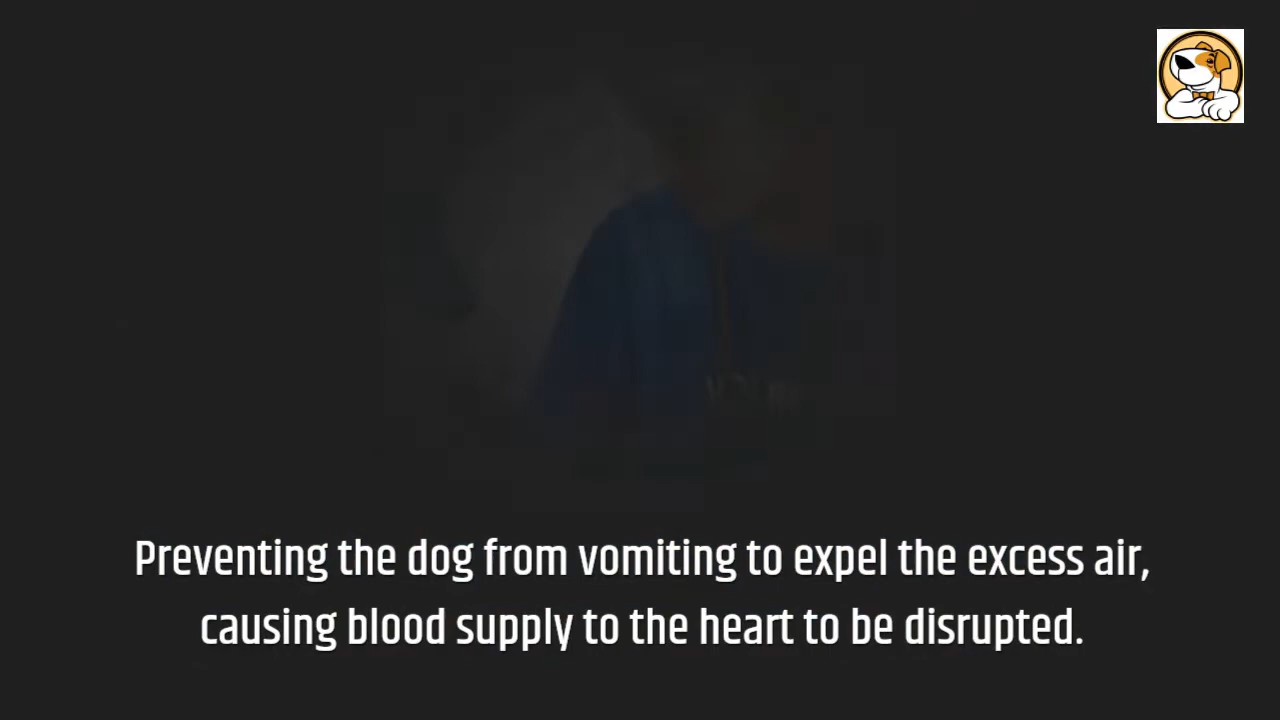 Preventing the dog from vomiting to expel the excess air,
causing blood supply to the heart to be disrupted.